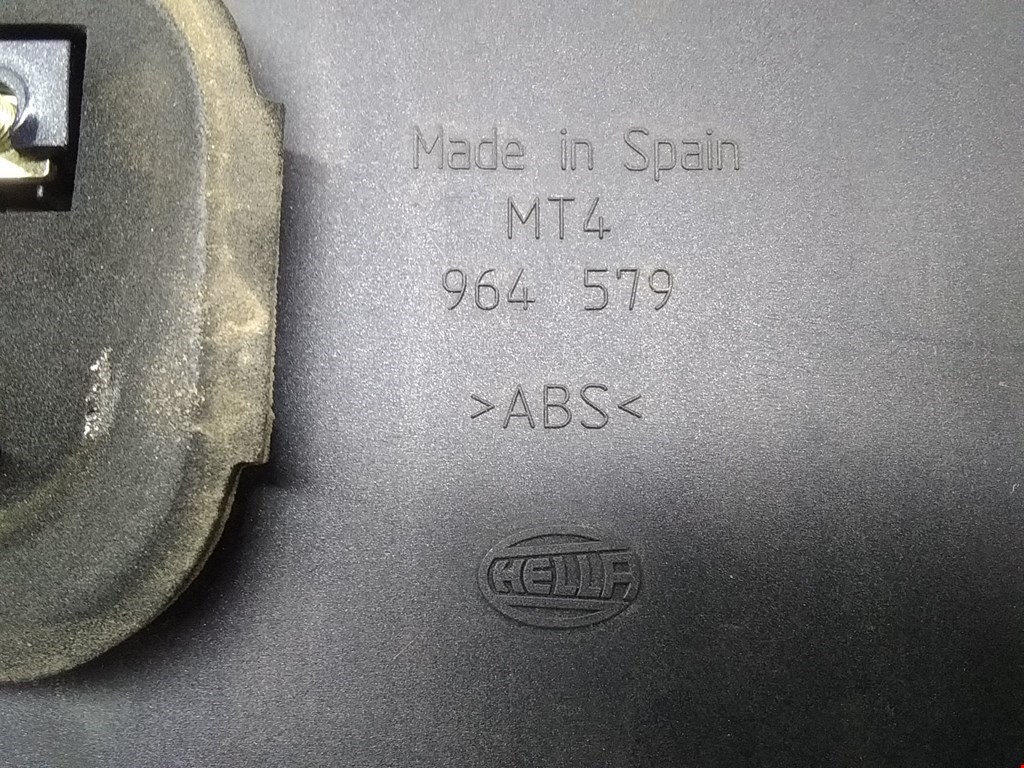 Made in Spain
MT4
964 579
>ABS<
HELLA